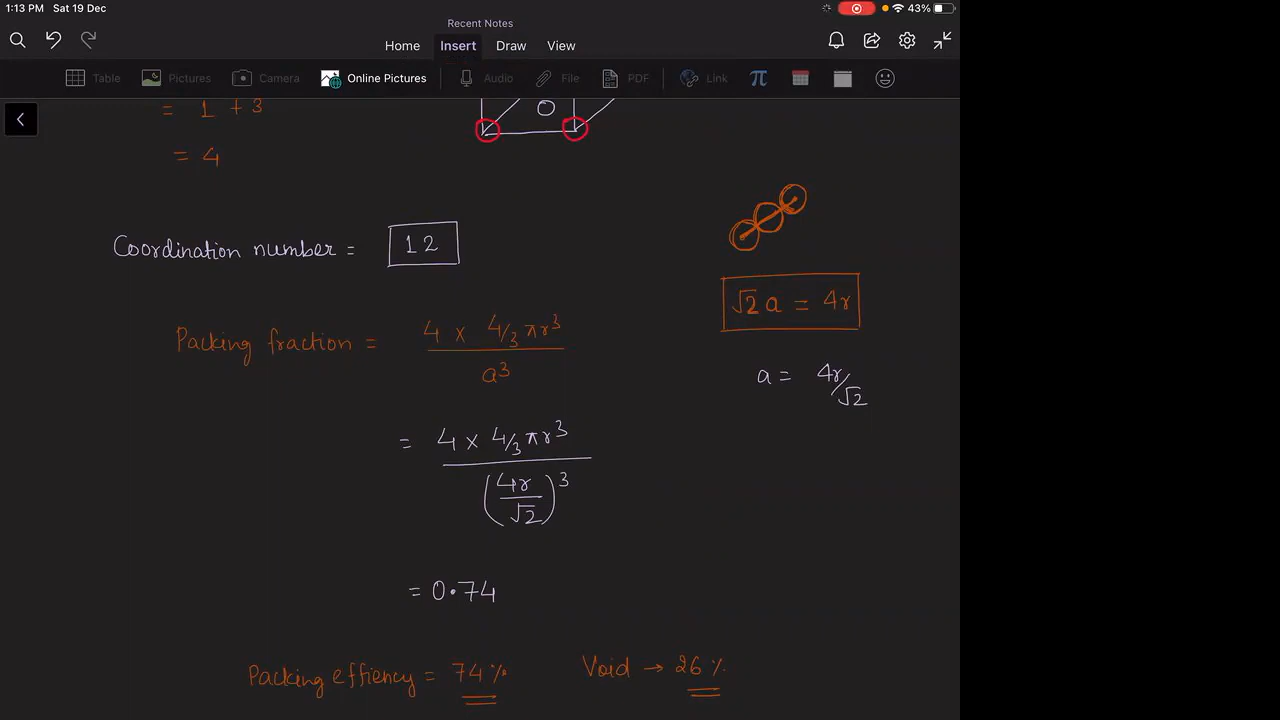 1:13 PM Sat 19 Dec
43%
Recent Notes
Home Insert Draw View
Table Pictures Camera Online Pictures Audio File PDF Link π
= 1 + 3
= 4
Coordination number = 12
√2 a = 4r
Packing fraction = 4 × 4/3 πr³
a³
a = 4r/√2
= 4 × 4/3 πr³
(4r/√2)³
= 0.74
Packing effiency = 74 %. Void → 26 %.